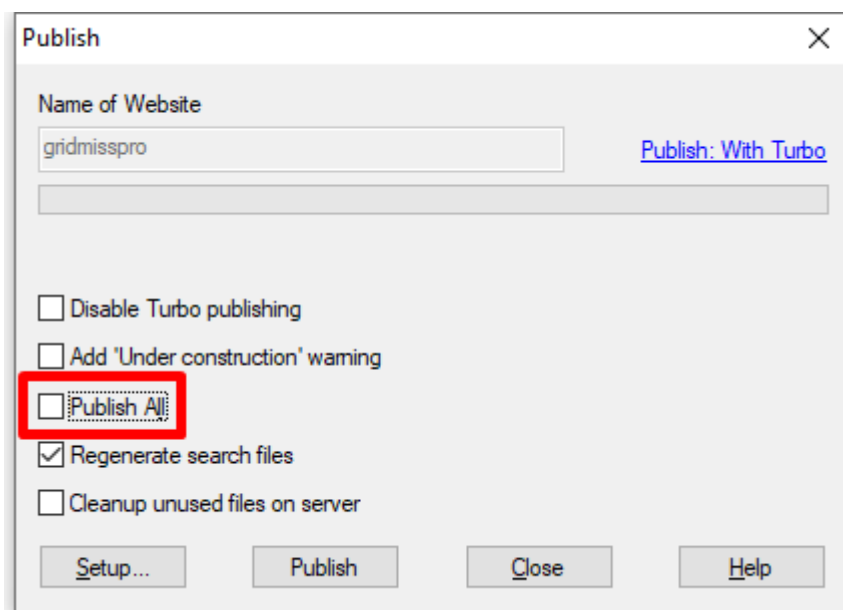 Publish
Name of Website
gridmisspro
Publish: With Turbo
Disable Turbo publishing
Add 'Under construction' warning
Publish All
Regenerate search files
Cleanup unused files on server
Setup... Publish Close Help